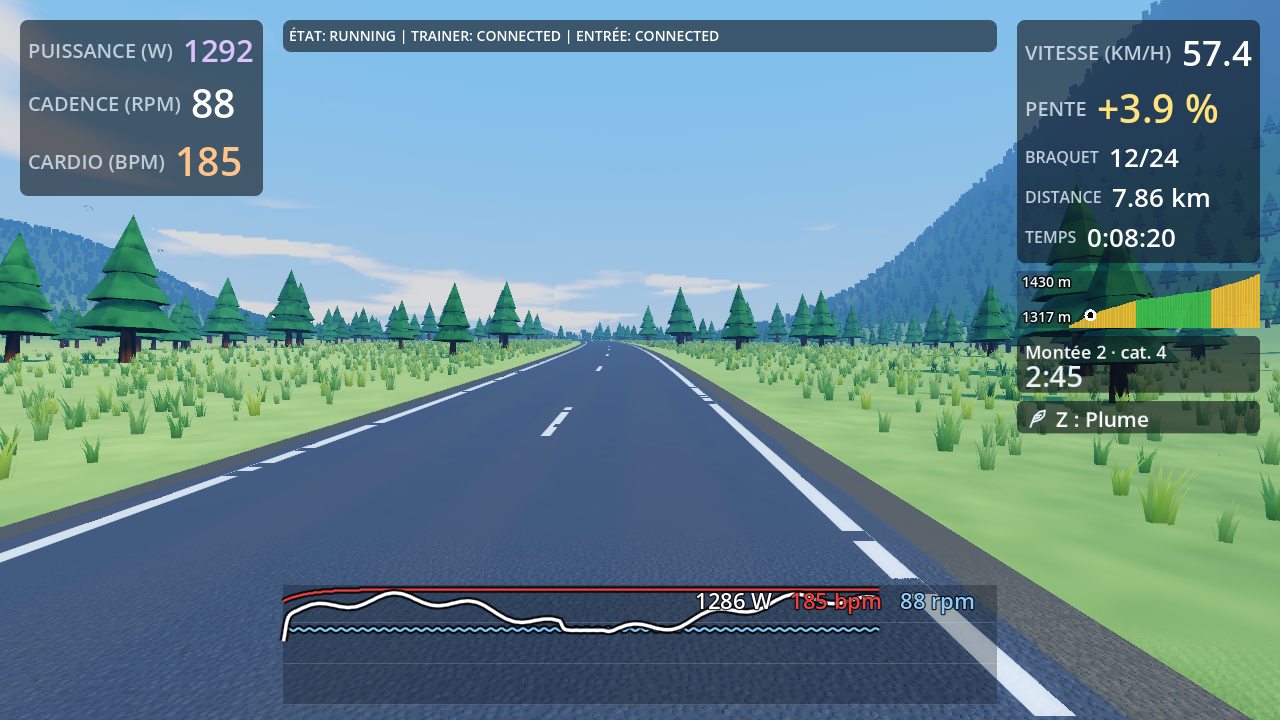 PUISSANCE (W) 1292
CADENCE (RPM) 88
CARDIO (BPM) 185
ÉTAT: RUNNING | TRAINER: CONNECTED | ENTRÉE: CONNECTED
VITESSE (KM/H) 57.4
PENTE +3.9 %
BRAQUET 12/24
DISTANCE 7.86 km
TEMPS 0:08:20
1430 m
1317 m
Montée 2 · cat. 4
2:45
Z : Plume
1286 W 185 bpm 88 rpm